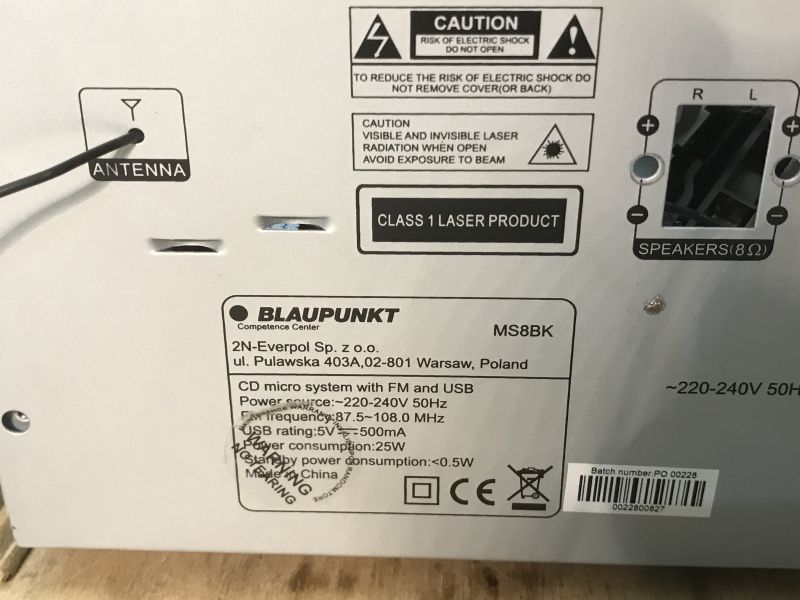 CAUTION
RISK OF ELECTRIC SHOCK
DO NOT OPEN
TO REDUCE THE RISK OF ELECTRIC SHOCK DO
NOT REMOVE COVER(OR BACK)
ANTENNA
CAUTION
VISIBLE AND INVISIBLE LASER
RADIATION WHEN OPEN
AVOID EXPOSURE TO BEAM
R L
+ +
- -
SPEAKERS(8Ω)
CLASS 1 LASER PRODUCT
BLAUPUNKT
Competence Center
MS8BK
2N-Everpol Sp. z o.o.
ul. Pulawska 403A,02-801 Warsaw, Poland
CD micro system with FM and USB
Power source:~220-240V 50Hz
FM frequency:87.5~108.0 MHz
USB rating:5V⎓500mA
Power consumption:25W
Standby power consumption:<0.5W
Made in China
WARNING
CE
~220-240V 50H
Batch number:PO 00228
0022800827